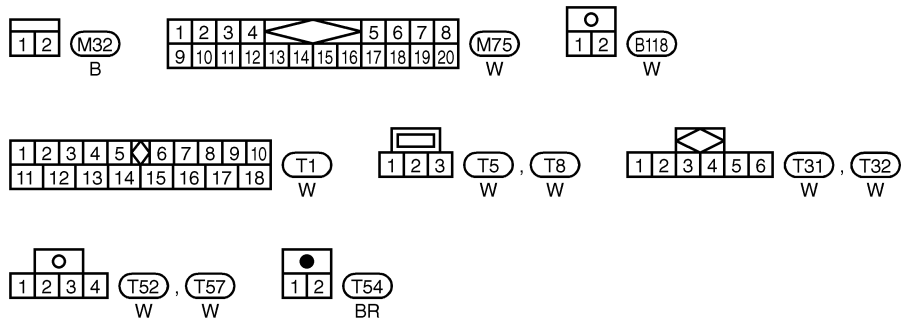 1 2 M32
B
1 2 3 4 5 6 7 8
9 10 11 12 13 14 15 16 17 18 19 20 M75
W
1 2 B118
W
1 2 3 4 5 6 7 8 9 10
11 12 13 14 15 16 17 18 T1
W
1 2 3 T5 , T8
W W
1 2 3 4 5 6 T31 , T32
W W
1 2 3 4 T52 , T57
W W
1 2 T54
BR